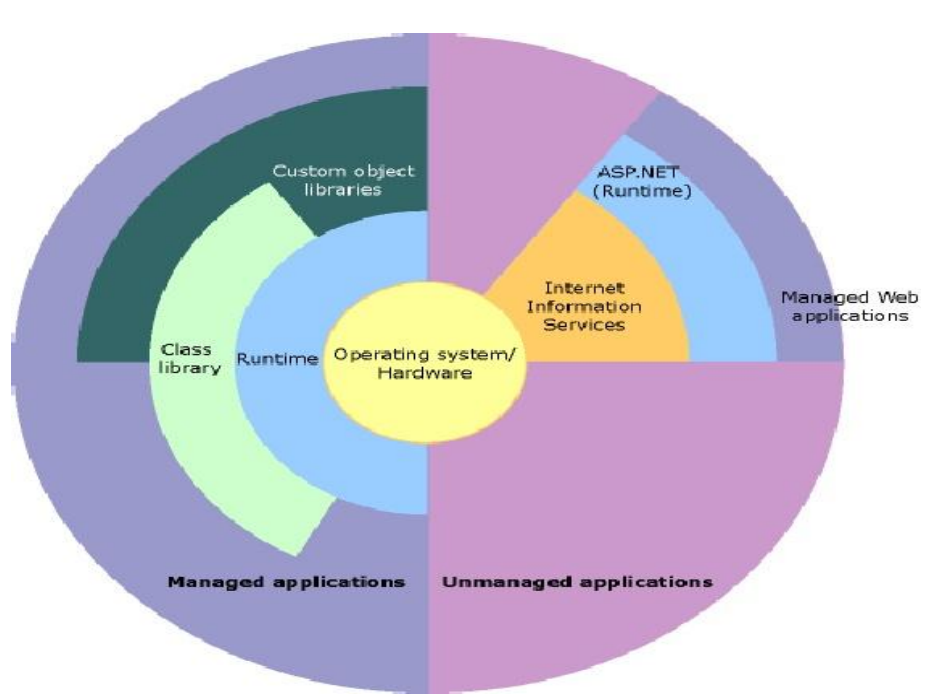 Custom object
libraries
ASP.NET
(Runtime)
Internet
Information
Services
Managed Web
applications
Class
library
Runtime
Operating system/
Hardware
Managed applications
Unmanaged applications